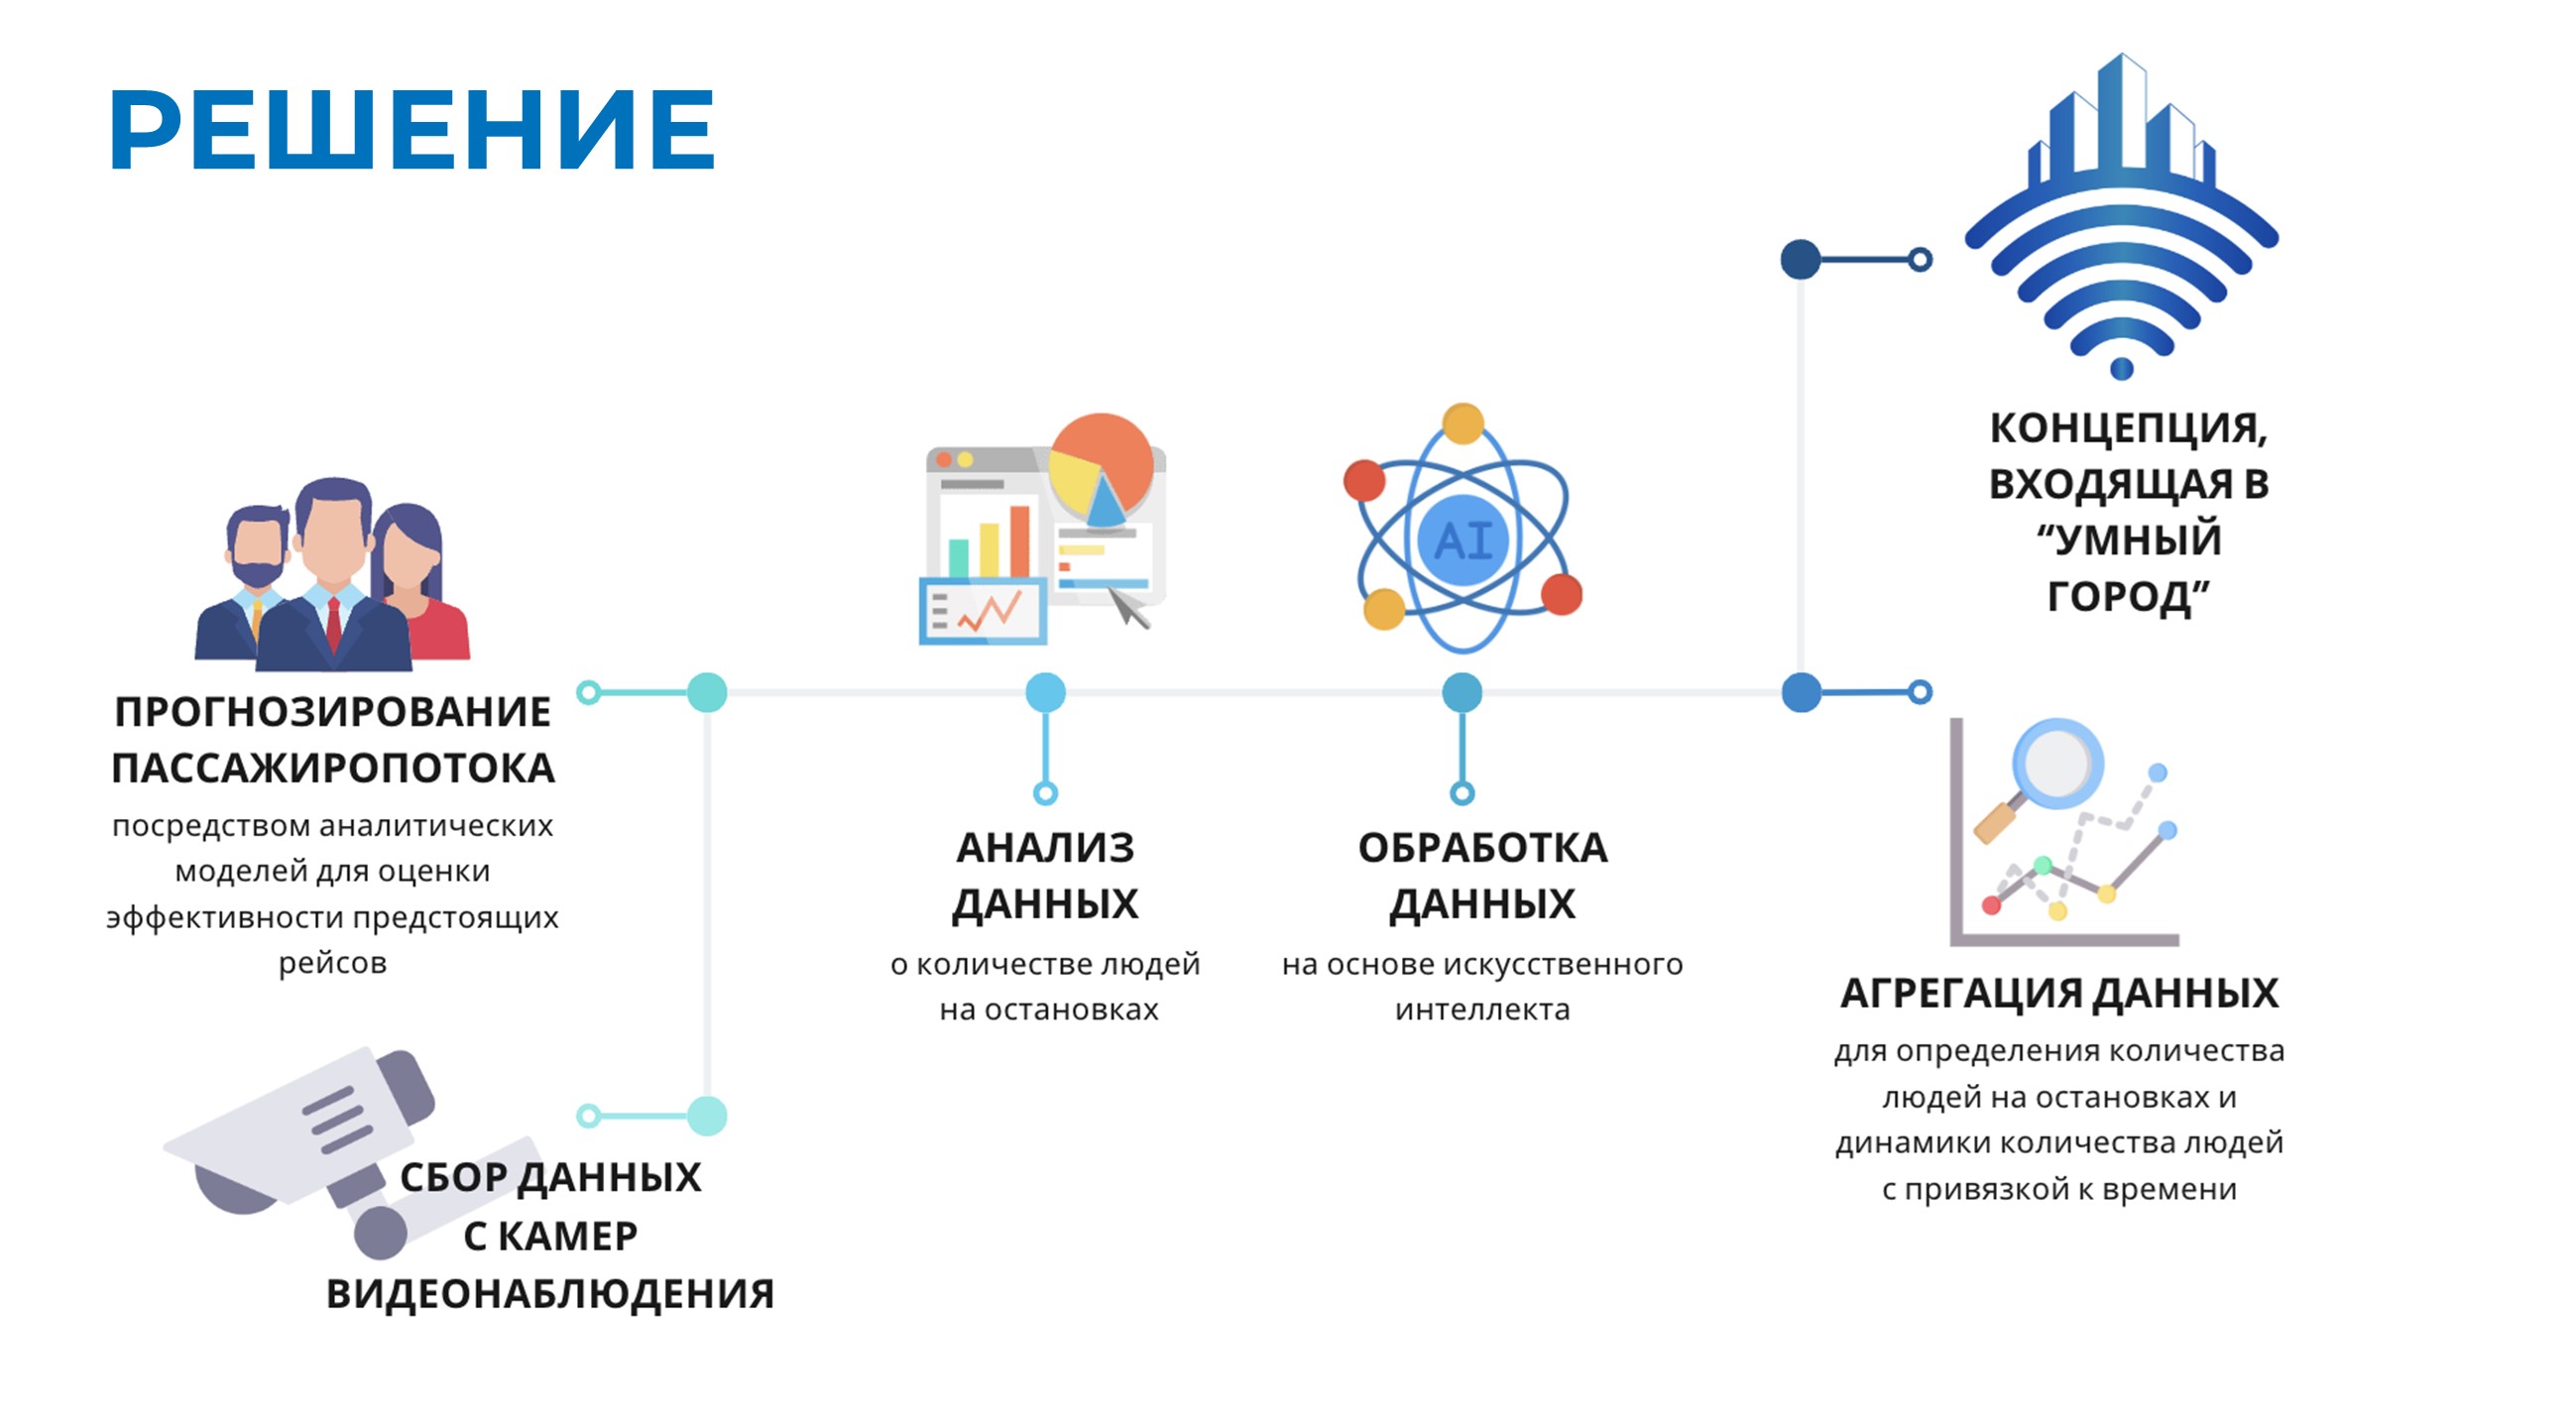 РЕШЕНИЕ
ПРОГНОЗИРОВАНИЕ
ПАССАЖИРОПОТОКА
посредством аналитических
моделей для оценки
эффективности предстоящих
рейсов
СБОР ДАННЫХ
С КАМЕР
ВИДЕОНАБЛЮДЕНИЯ
АНАЛИЗ
ДАННЫХ
о количестве людей
на остановках
AI
ОБРАБОТКА
ДАННЫХ
на основе искусственного
интеллекта
КОНЦЕПЦИЯ,
ВХОДЯЩАЯ В
“УМНЫЙ
ГОРОД”
АГРЕГАЦИЯ ДАННЫХ
для определения количества
людей на остановках и
динамики количества людей
с привязкой к времени